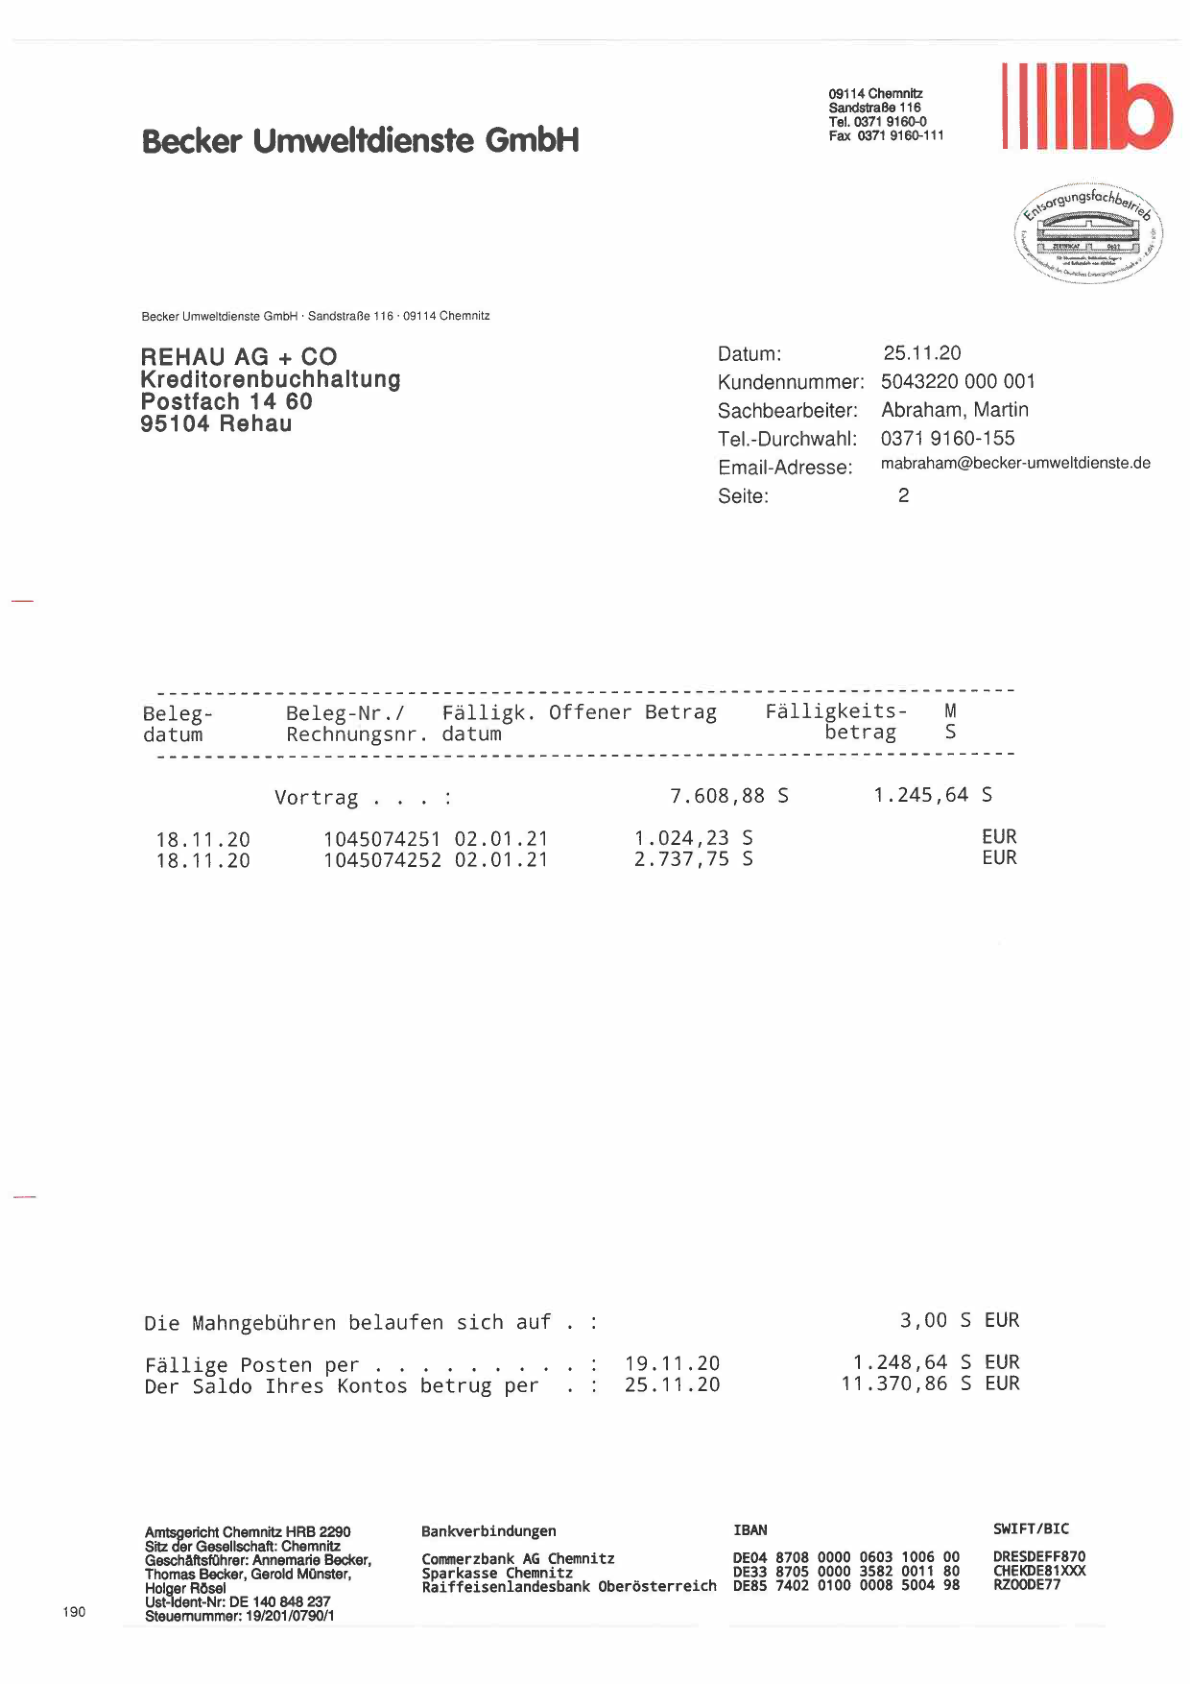 09114 Chemnitz
Sandstraße 116
Tel. 0371 9160-0
Fax 0371 9160-111
b
Becker Umweltdienste GmbH
Entsorgungsfachbetrieb
ZERTIFIKAT
Becker Umweltdienste GmbH · Sandstraße 116 · 09114 Chemnitz
REHAU AG + CO
Kreditorenbuchhaltung
Postfach 14 60
95104 Rehau
Datum: 25.11.20
Kundennummer: 5043220 000 001
Sachbearbeiter: Abraham, Martin
Tel.-Durchwahl: 0371 9160-155
Email-Adresse: mabraham@becker-umweltdienste.de
Seite: 2
Beleg- Beleg-Nr./ Fälligk. Offener Betrag Fälligkeits- M
datum Rechnungsnr. datum betrag S
Vortrag . . . : 7.608,88 S 1.245,64 S
18.11.20 1045074251 02.01.21 1.024,23 S EUR
18.11.20 1045074252 02.01.21 2.737,75 S EUR
Die Mahngebühren belaufen sich auf . : 3,00 S EUR
Fällige Posten per . . . . . . . . . : 19.11.20 1.248,64 S EUR
Der Saldo Ihres Kontos betrug per . : 25.11.20 11.370,86 S EUR
Amtsgericht Chemnitz HRB 2290
Sitz der Gesellschaft: Chemnitz
Geschäftsführer: Annemarie Becker,
Thomas Becker, Gerold Münster,
Holger Rösel
Ust-Ident-Nr: DE 140 848 237
Steuernummer: 19/201/0790/1
Bankverbindungen IBAN SWIFT/BIC
Commerzbank AG Chemnitz DE04 8708 0000 0603 1006 00 DRESDEFF870
Sparkasse Chemnitz DE33 8705 0000 3582 0011 80 CHEKDE81XXX
Raiffeisenlandesbank Oberösterreich DE85 7402 0100 0008 5004 98 RZOODE77
190